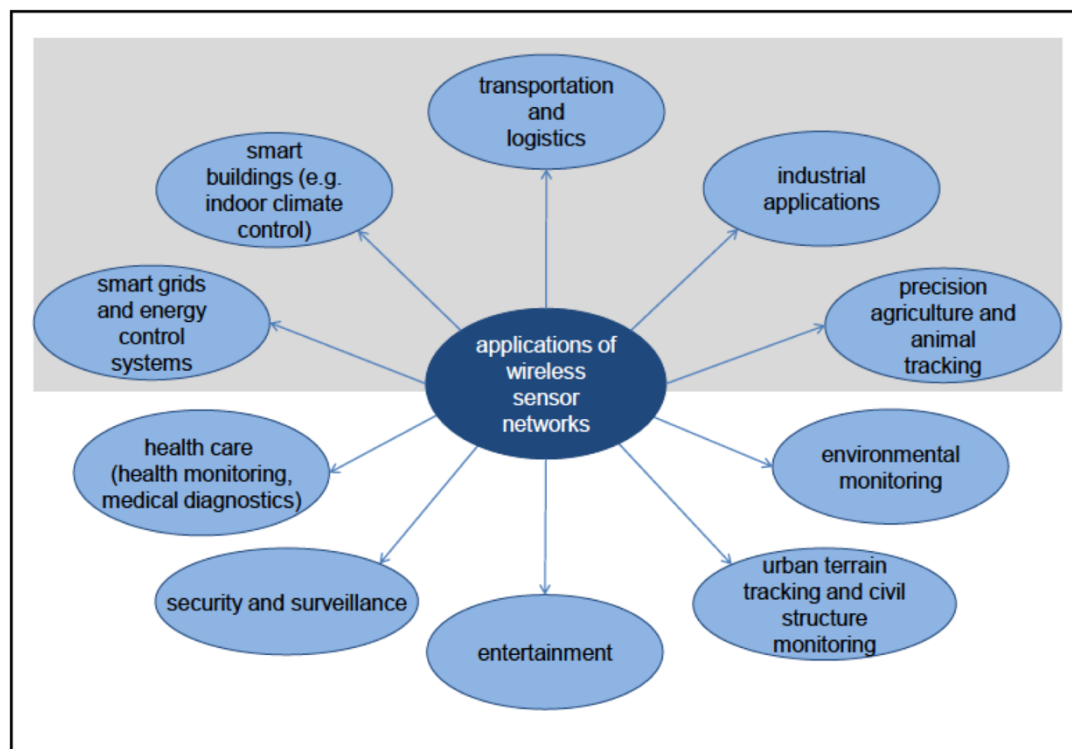 transportation
and
logistics
smart
buildings (e.g.
indoor climate
control)
industrial
applications
smart grids
and energy
control
systems
precision
agriculture and
animal
tracking
applications of
wireless
sensor
networks
health care
(health monitoring,
medical diagnostics)
environmental
monitoring
security and surveillance
urban terrain
tracking and civil
structure
monitoring
entertainment